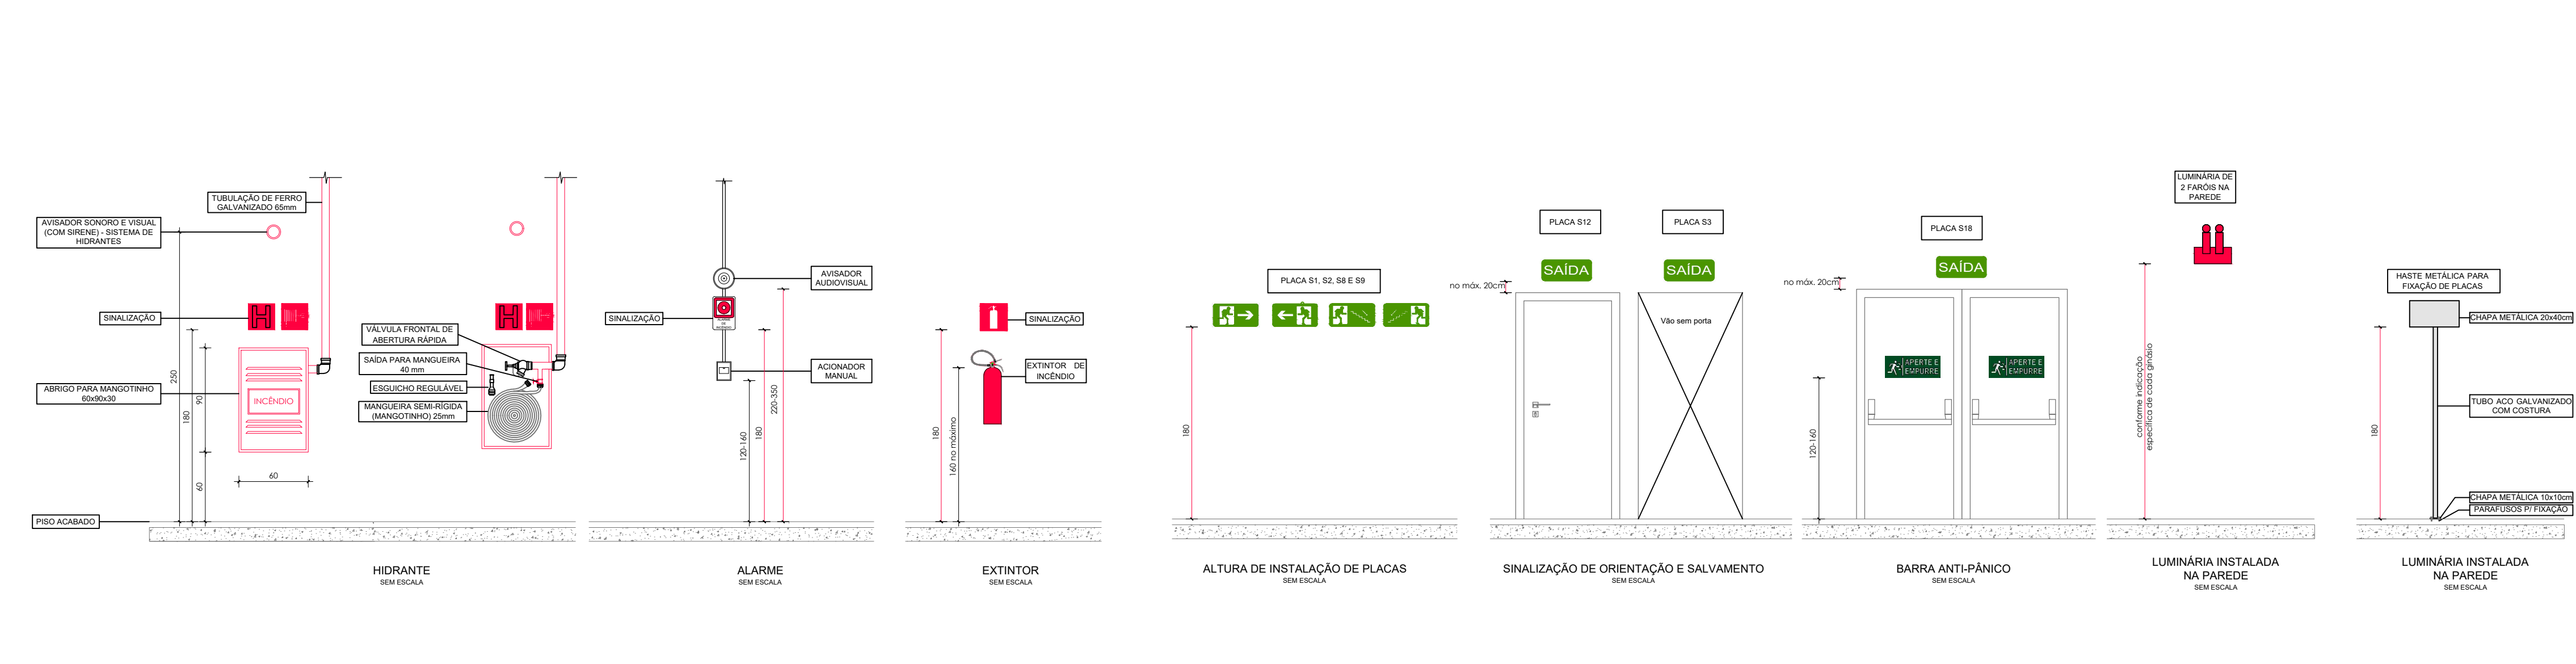 TUBULAÇÃO DE FERRO
GALVANIZADO 65mm
AVISADOR SONORO E VISUAL
(COM SIRENE) - SISTEMA DE
HIDRANTES
SINALIZAÇÃO
H
H
VÁLVULA FRONTAL DE
ABERTURA RÁPIDA
SAÍDA PARA MANGUEIRA
40 mm
ESGUICHO REGULÁVEL
MANGUEIRA SEMI-RÍGIDA
(MANGOTINHO) 25mm
ABRIGO PARA MANGOTINHO
60x90x30
INCÊNDIO
250
180
90
60
60
PISO ACABADO
HIDRANTE
SEM ESCALA
AVISADOR
AUDIOVISUAL
SINALIZAÇÃO
ALARME
DE
INCÊNDIO
ACIONADOR
MANUAL
120-160
180
220-350
ALARME
SEM ESCALA
SINALIZAÇÃO
EXTINTOR DE
INCÊNDIO
180
160 no máximo
EXTINTOR
SEM ESCALA
PLACA S1, S2, S8 E S9
180
ALTURA DE INSTALAÇÃO DE PLACAS
SEM ESCALA
PLACA S12
PLACA S3
SAÍDA
SAÍDA
no máx. 20cm
Vão sem porta
SINALIZAÇÃO DE ORIENTAÇÃO E SALVAMENTO
SEM ESCALA
PLACA S18
SAÍDA
no máx. 20cm
APERTE E
EMPURRE
APERTE E
EMPURRE
120-160
BARRA ANTI-PÂNICO
SEM ESCALA
LUMINÁRIA DE
2 FARÓIS NA
PAREDE
conforme indicação
específica de cada ginásio
LUMINÁRIA INSTALADA
NA PAREDE
SEM ESCALA
HASTE METÁLICA PARA
FIXAÇÃO DE PLACAS
CHAPA METÁLICA 20x40cm
TUBO ACO GALVANIZADO
COM COSTURA
180
CHAPA METÁLICA 10x10cm
PARAFUSOS P/ FIXAÇÃO
LUMINÁRIA INSTALADA
NA PAREDE
SEM ESCALA